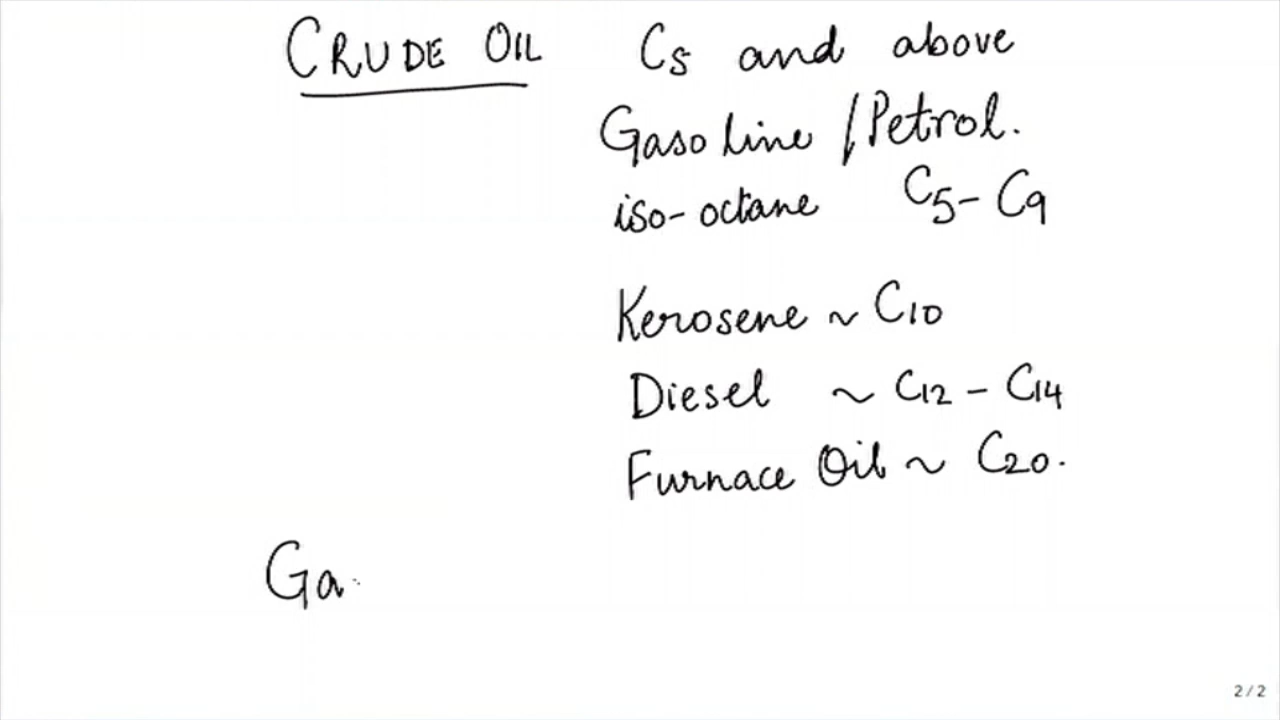 CRUDE OIL C5 and above
Gasoline / Petrol.
iso-octane C5 - C9
Kerosene ~ C10
Diesel ~ C12 - C14
Furnace Oil ~ C20.
Ga
2 / 2